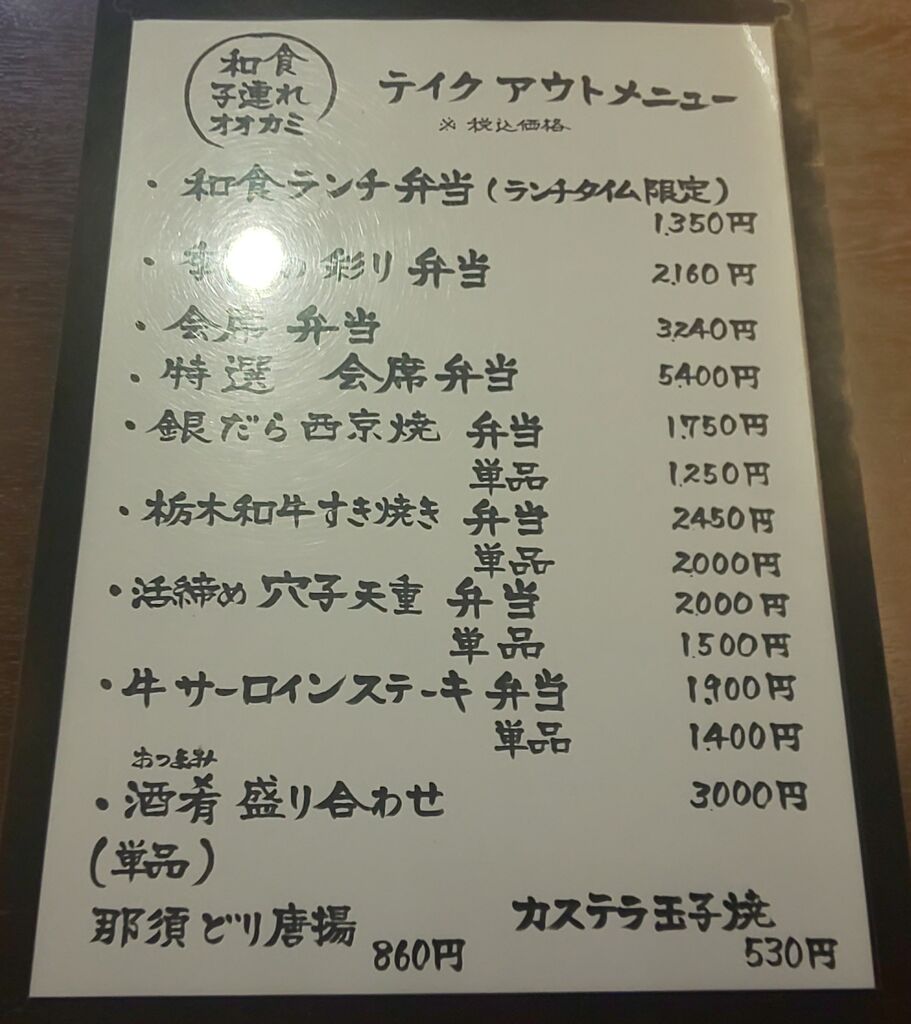 和食
子連れ
オオカミ
テイクアウトメニュー
※税込価格
・和食ランチ弁当(ランチタイム限定)
1,350円
・季 の彩り弁当 2,160円
・会席 弁当 3,240円
・特選 会席弁当 5,400円
・銀だら西京焼 弁当 1,750円
単品 1,250円
・栃木和牛すき焼き 弁当 2,450円
単品 2,000円
・活締め穴子天重 弁当 2,000円
単品 1,500円
・牛サーロインステーキ 弁当 1,900円
単品 1,400円
おつまみ
・酒肴 盛り合わせ 3,000円
(単品)
那須どり唐揚 860円
カステラ玉子焼 530円